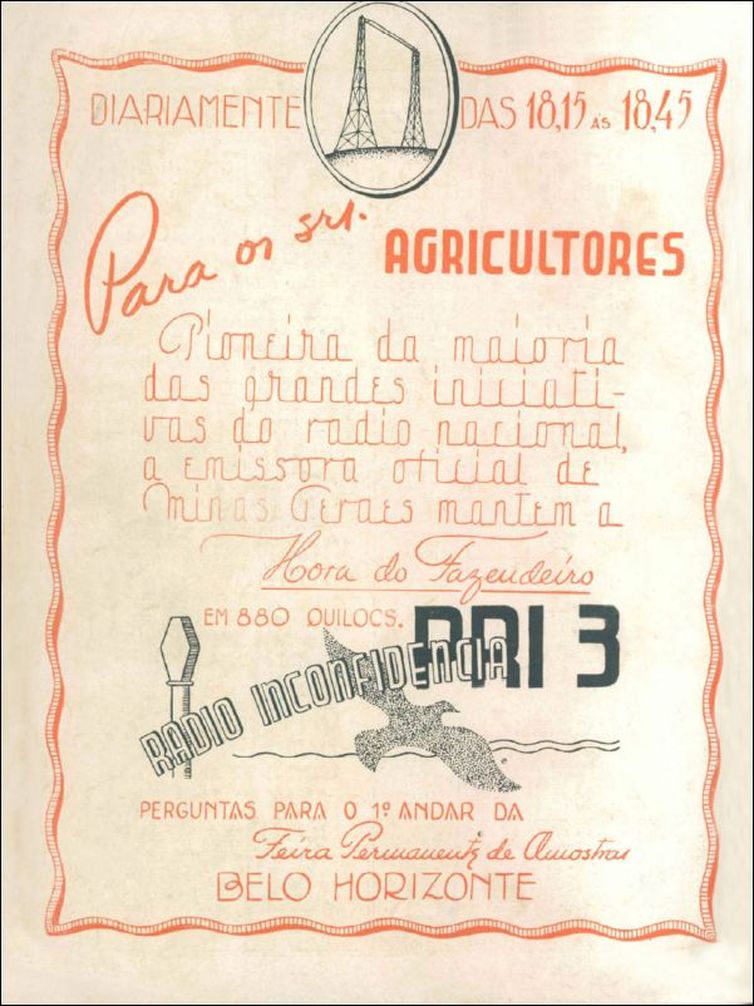 DIARIAMENTE DAS 18,15 AS 18,45
Para os srs. AGRICULTORES
Pioneira da maioria
das grandes iniciati-
vas do radio nacional,
a emissora oficial de
Minas Geraes mantem a
Hora do Fazendeiro
EM 880 QUILOCS. PRI 3
RADIO INCONFIDENCIA
PERGUNTAS PARA O 1º ANDAR DA
Feira Permanente de Amostras
BELO HORIZONTE